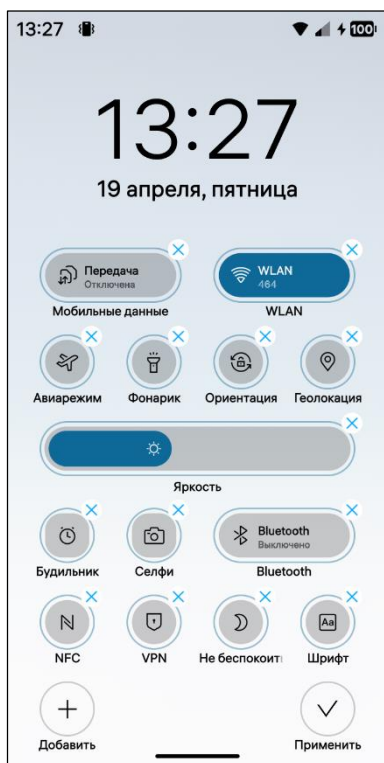 13:27
100
13:27
19 апреля, пятница
Передача
Отключена
WLAN
464
Мобильные данные
WLAN
Авиарежим
Фонарик
Ориентация
Геолокация
Яркость
Bluetooth
Выключено
Будильник
Селфи
Bluetooth
Aa
NFC
VPN
Не беспокоит
Шрифт
Добавить
Применить